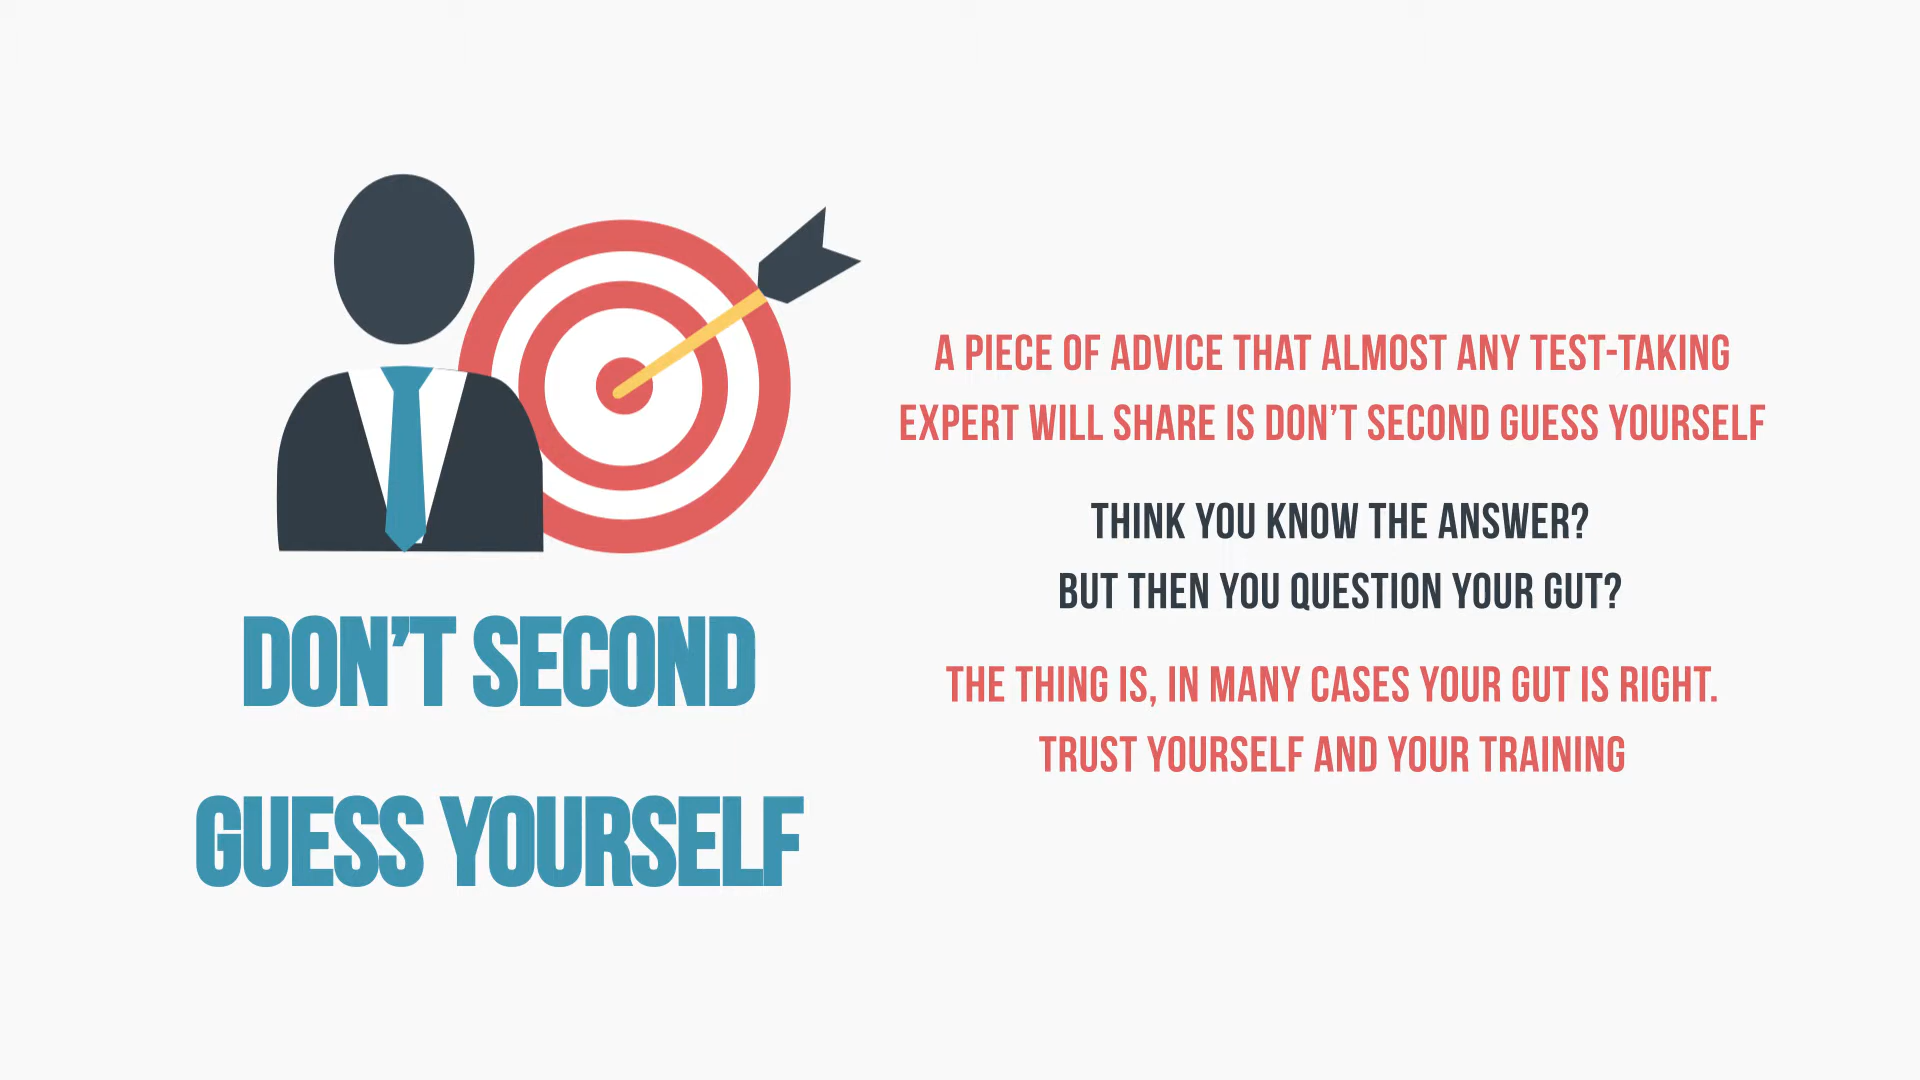 DON'T SECOND
GUESS YOURSELF
A PIECE OF ADVICE THAT ALMOST ANY TEST-TAKING
EXPERT WILL SHARE IS DON'T SECOND GUESS YOURSELF
THINK YOU KNOW THE ANSWER?
BUT THEN YOU QUESTION YOUR GUT?
THE THING IS, IN MANY CASES YOUR GUT IS RIGHT.
TRUST YOURSELF AND YOUR TRAINING